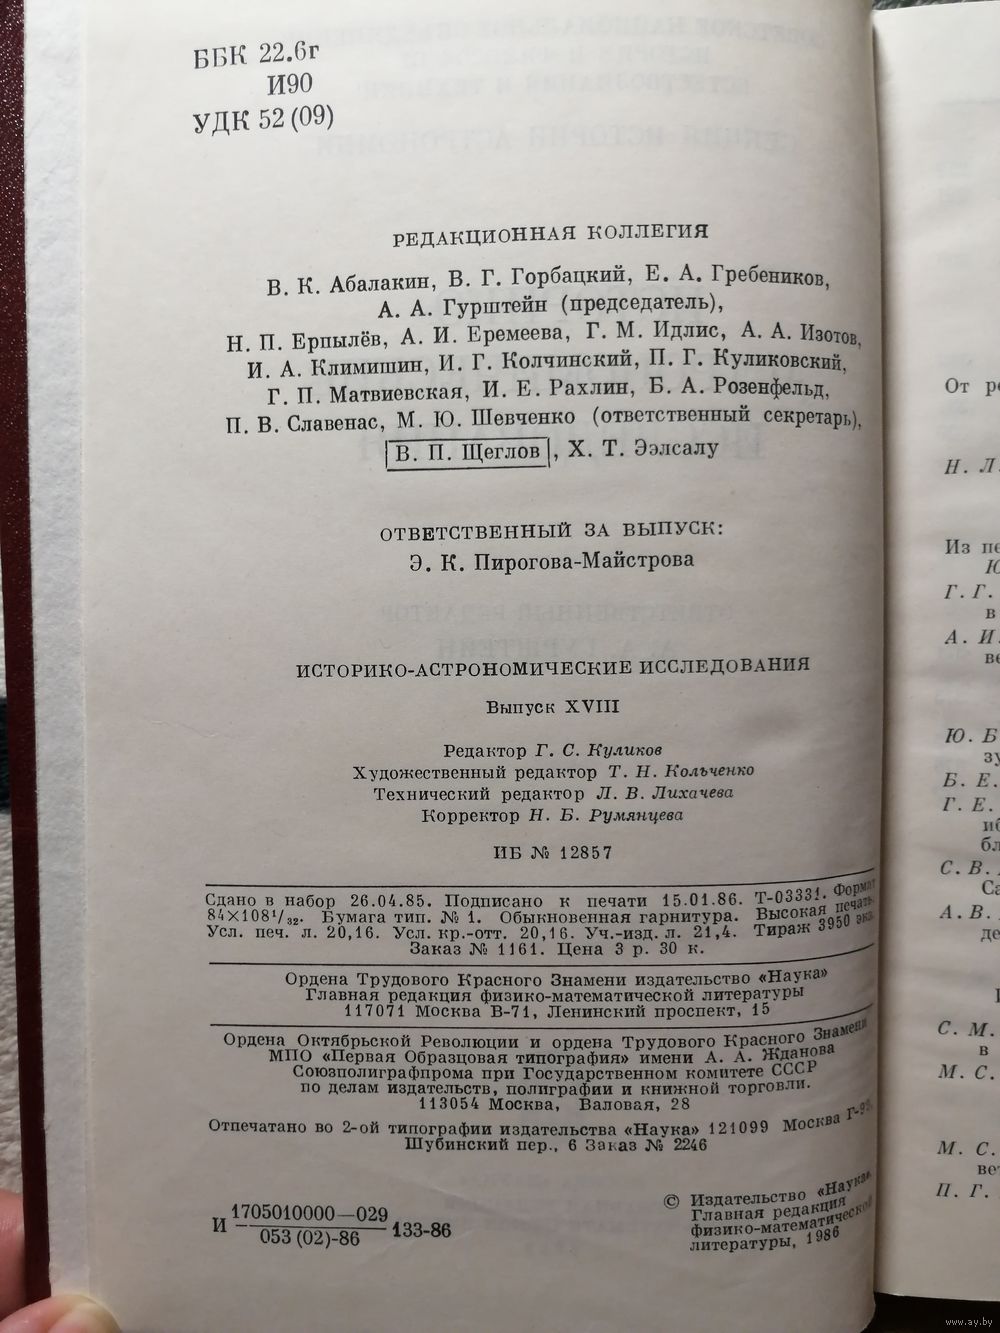 ББК 22.6г
И90
УДК 52 (09)
РЕДАКЦИОННАЯ КОЛЛЕГИЯ
В. К. Абалакин, В. Г. Горбацкий, Е. А. Гребеников,
А. А. Гурштейн (председатель),
Н. П. Ерпылёв, А. И. Еремеева, Г. М. Идлис, А. А. Изотов,
И. А. Климишин, И. Г. Колчинский, П. Г. Куликовский,
Г. П. Матвиевская, И. Е. Рахлин, Б. А. Розенфельд,
П. В. Славенас, М. Ю. Шевченко (ответственный секретарь),
В. П. Щеглов, Х. Т. Ээлсалу
ОТВЕТСТВЕННЫЙ ЗА ВЫПУСК:
Э. К. Пирогова-Майстрова
ИСТОРИКО-АСТРОНОМИЧЕСКИЕ ИССЛЕДОВАНИЯ
Выпуск XVIII
Редактор Г. С. Куликов
Художественный редактор Т. Н. Кольченко
Технический редактор Л. В. Лихачева
Корректор Н. Б. Румянцева
ИБ № 12857
Сдано в набор 26.04.85. Подписано к печати 15.01.86. Т-03331. Формат
84×108¹/₃₂. Бумага тип. № 1. Обыкновенная гарнитура. Высокая печать.
Усл. печ. л. 20,16. Усл. кр.-отт. 20,16. Уч.-изд. л. 21,4. Тираж 3950 экз.
Заказ № 1161. Цена 3 р. 30 к.
Ордена Трудового Красного Знамени издательство «Наука»
Главная редакция физико-математической литературы
117071 Москва В-71, Ленинский проспект, 15
Ордена Октябрьской Революции и ордена Трудового Красного Знамени
МПО «Первая Образцовая типография» имени А. А. Жданова
Союзполиграфпрома при Государственном комитете СССР
по делам издательств, полиграфии и книжной торговли.
113054 Москва, Валовая, 28
Отпечатано во 2-ой типографии издательства «Наука» 121099 Москва Г-99,
Шубинский пер., 6 Заказ № 2246
И 1705010000—029
053 (02)-86 133-86
© Издательство «Наука».
Главная редакция
физико-математической
литературы, 1986
От
Н. Л.
Из
Г. Г.
в
А. И.
Ю. Б
Б. Е.
Г. Е.
С. В.
А. В.
С. М.
в
М. С.
М. С.
П. Г.
www.ay.by